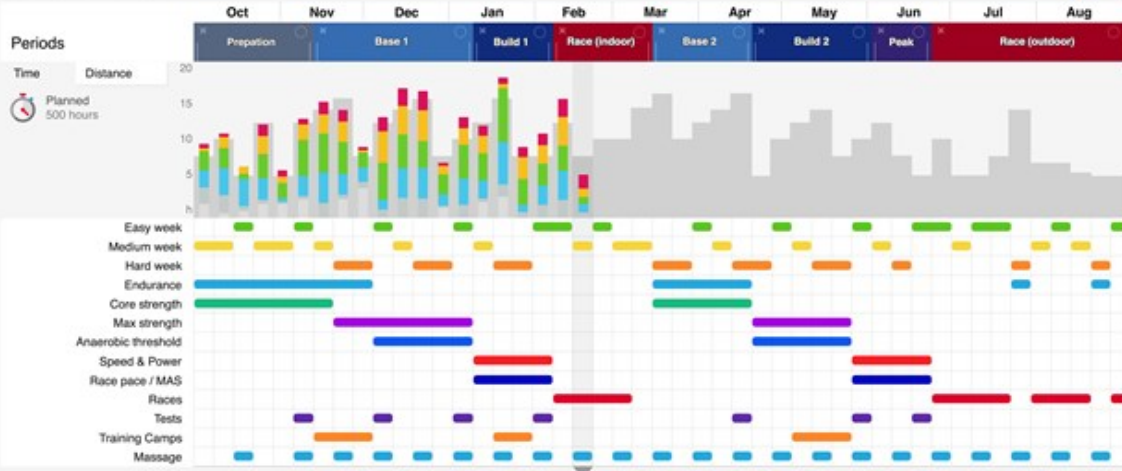 Oct Nov Dec Jan Feb Mar Apr May Jun Jul Aug
Periods Prepation Base 1 Build 1 Race (indoor) Base 2 Build 2 Peak Race (outdoor)
Time Distance
20
Planned
500 hours
15
10
5
h
Easy week
Medium week
Hard week
Endurance
Core strength
Max strength
Anaerobic threshold
Speed & Power
Race pace / MAS
Races
Tests
Training Camps
Massage